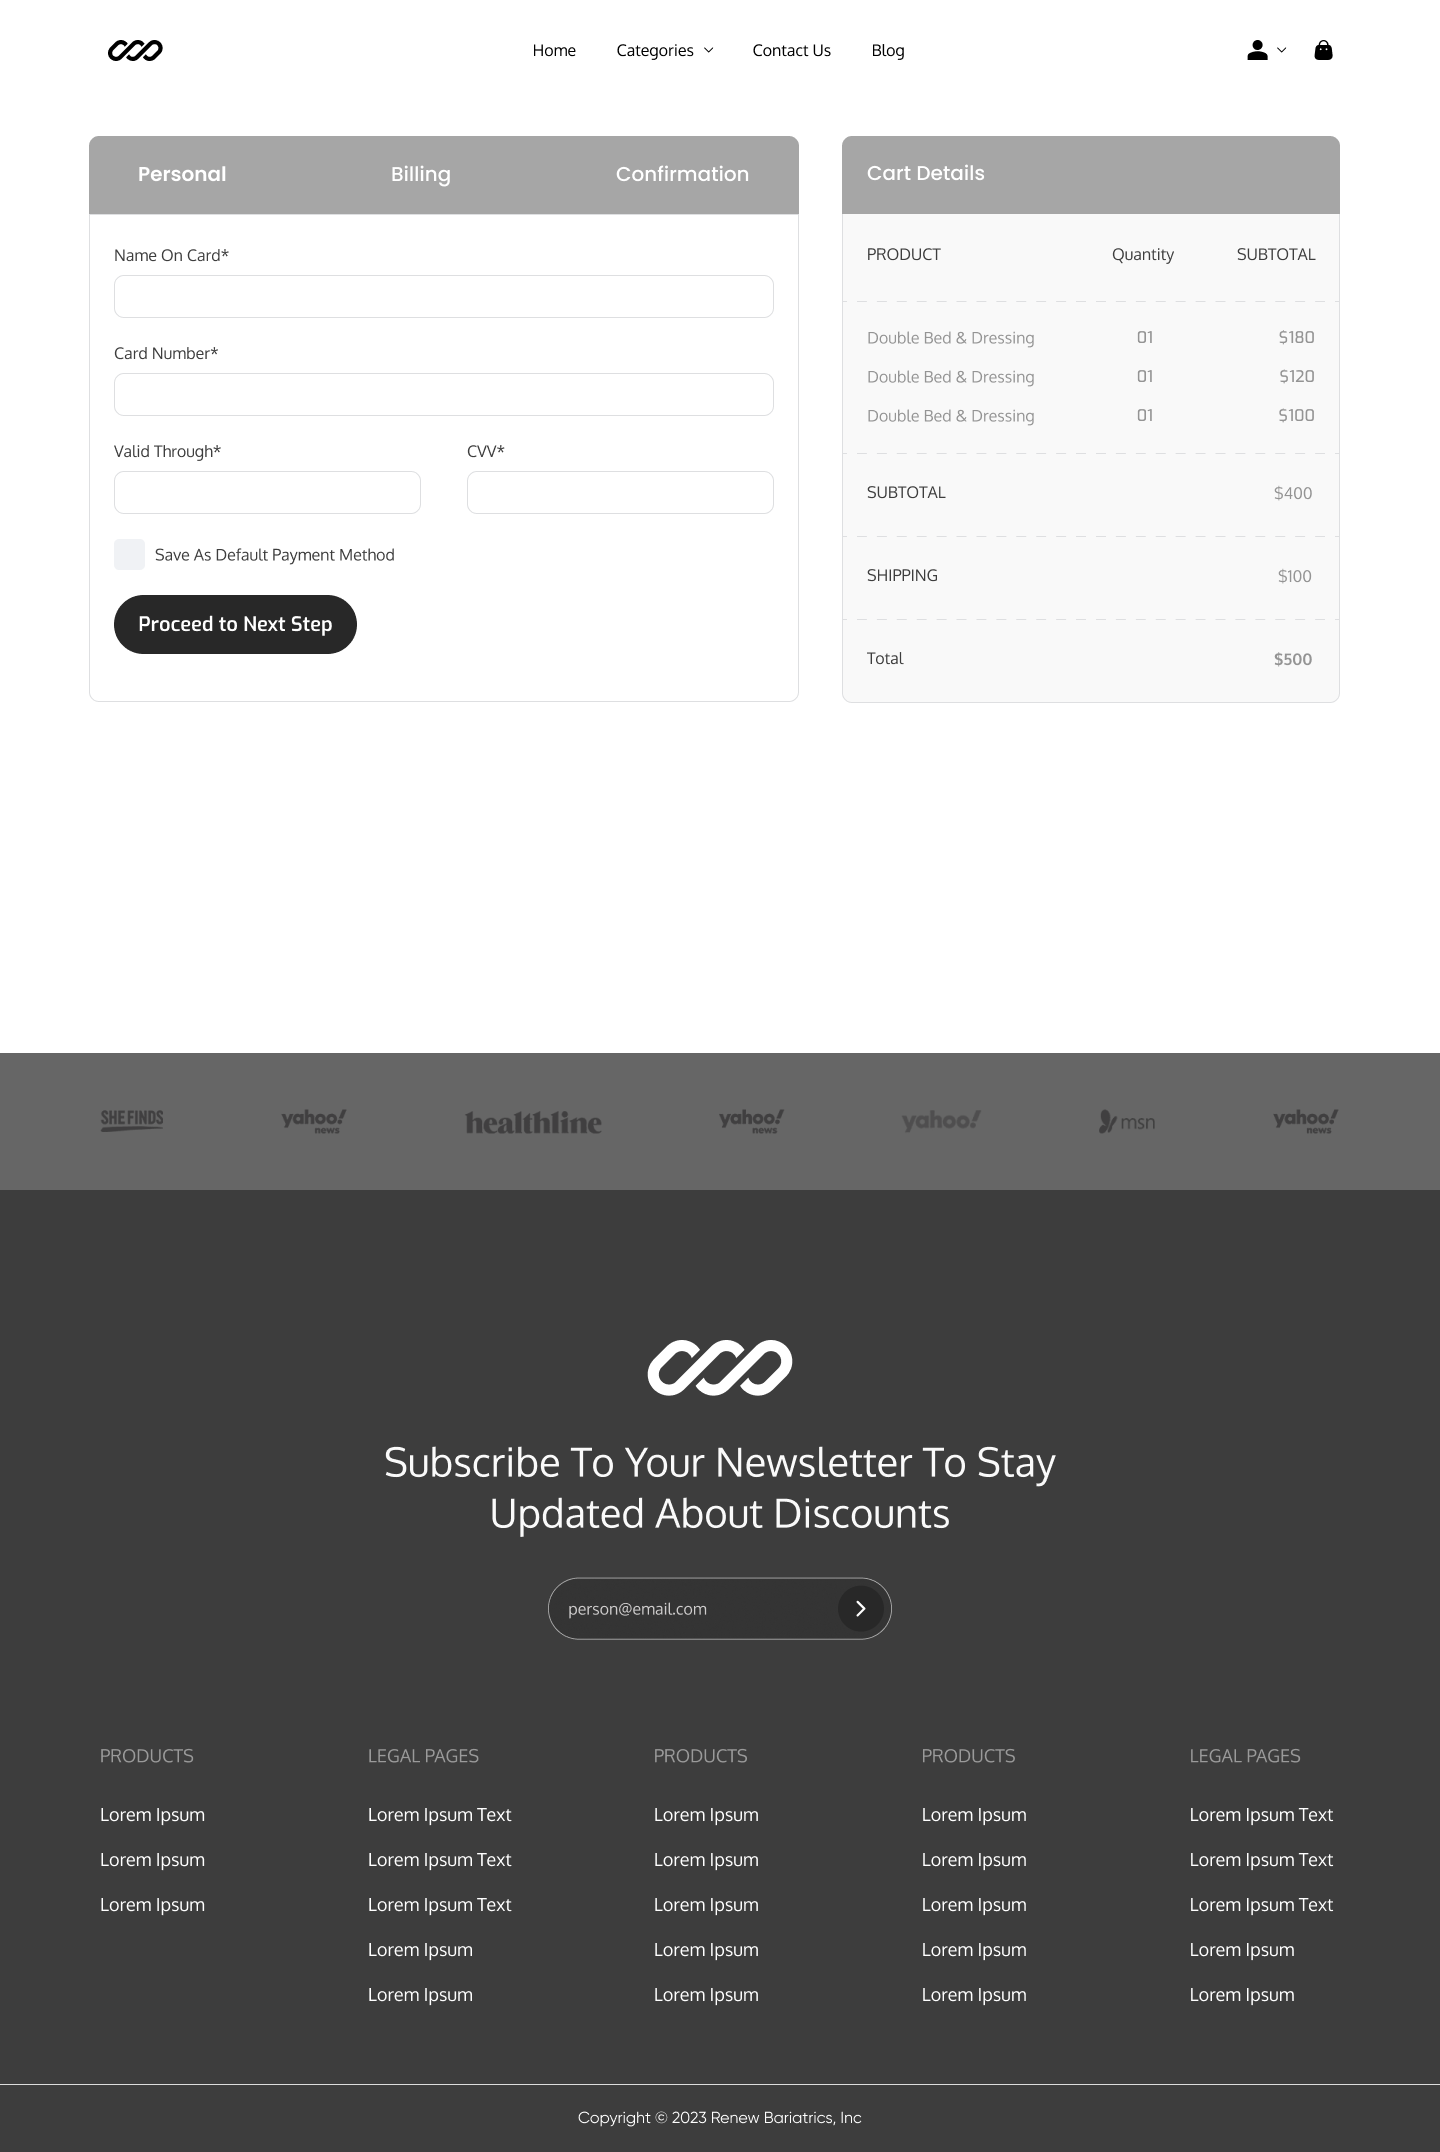 Home Categories Contact Us Blog
Personal Billing Confirmation
Name On Card*
Card Number*
Valid Through* CVV*
Save As Default Payment Method
Proceed to Next Step
Cart Details
PRODUCT Quantity SUBTOTAL
Double Bed & Dressing 01 $180
Double Bed & Dressing 01 $120
Double Bed & Dressing 01 $100
SUBTOTAL $400
SHIPPING $100
Total $500
SHE FINDS yahoo! news healthline yahoo! news yahoo! msn yahoo! news
Subscribe To Your Newsletter To Stay
Updated About Discounts
person@email.com
PRODUCTS
Lorem Ipsum
Lorem Ipsum
Lorem Ipsum
LEGAL PAGES
Lorem Ipsum Text
Lorem Ipsum Text
Lorem Ipsum Text
Lorem Ipsum
Lorem Ipsum
PRODUCTS
Lorem Ipsum
Lorem Ipsum
Lorem Ipsum
Lorem Ipsum
Lorem Ipsum
PRODUCTS
Lorem Ipsum
Lorem Ipsum
Lorem Ipsum
Lorem Ipsum
Lorem Ipsum
LEGAL PAGES
Lorem Ipsum Text
Lorem Ipsum Text
Lorem Ipsum Text
Lorem Ipsum
Lorem Ipsum
Copyright © 2023 Renew Bariatrics, Inc